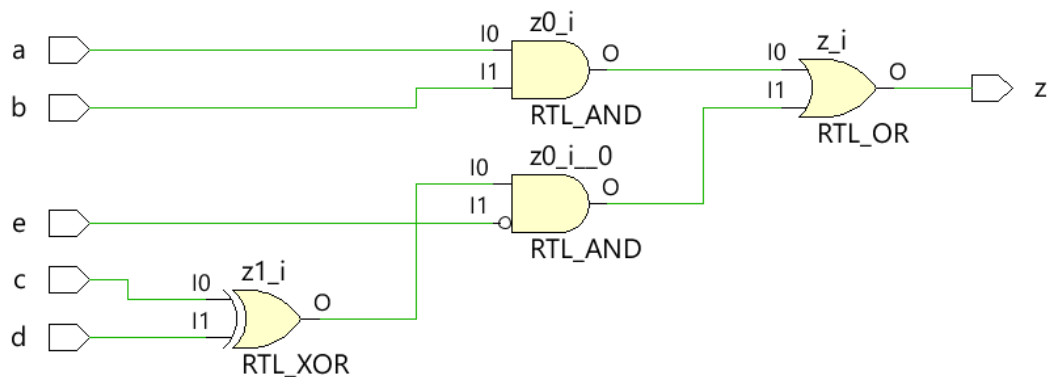 z0_i
a
I0
O
I1
b
RTL_AND
z_i
I0
O
I1
z
RTL_OR
z0_i__0
I0
O
I1
e
RTL_AND
c
z1_i
I0
O
I1
d
RTL_XOR